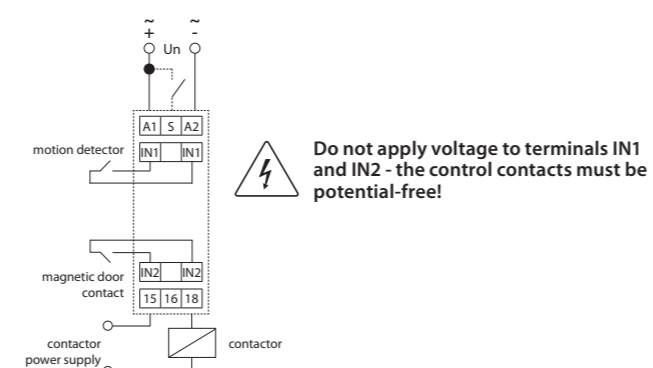 ~ ~
+ -
Un
A1 S A2
motion detector
IN1 IN1
Do not apply voltage to terminals IN1
and IN2 - the control contacts must be
potential-free!
magnetic door
contact
IN2 IN2
15 16 18
contactor
power supply
contactor